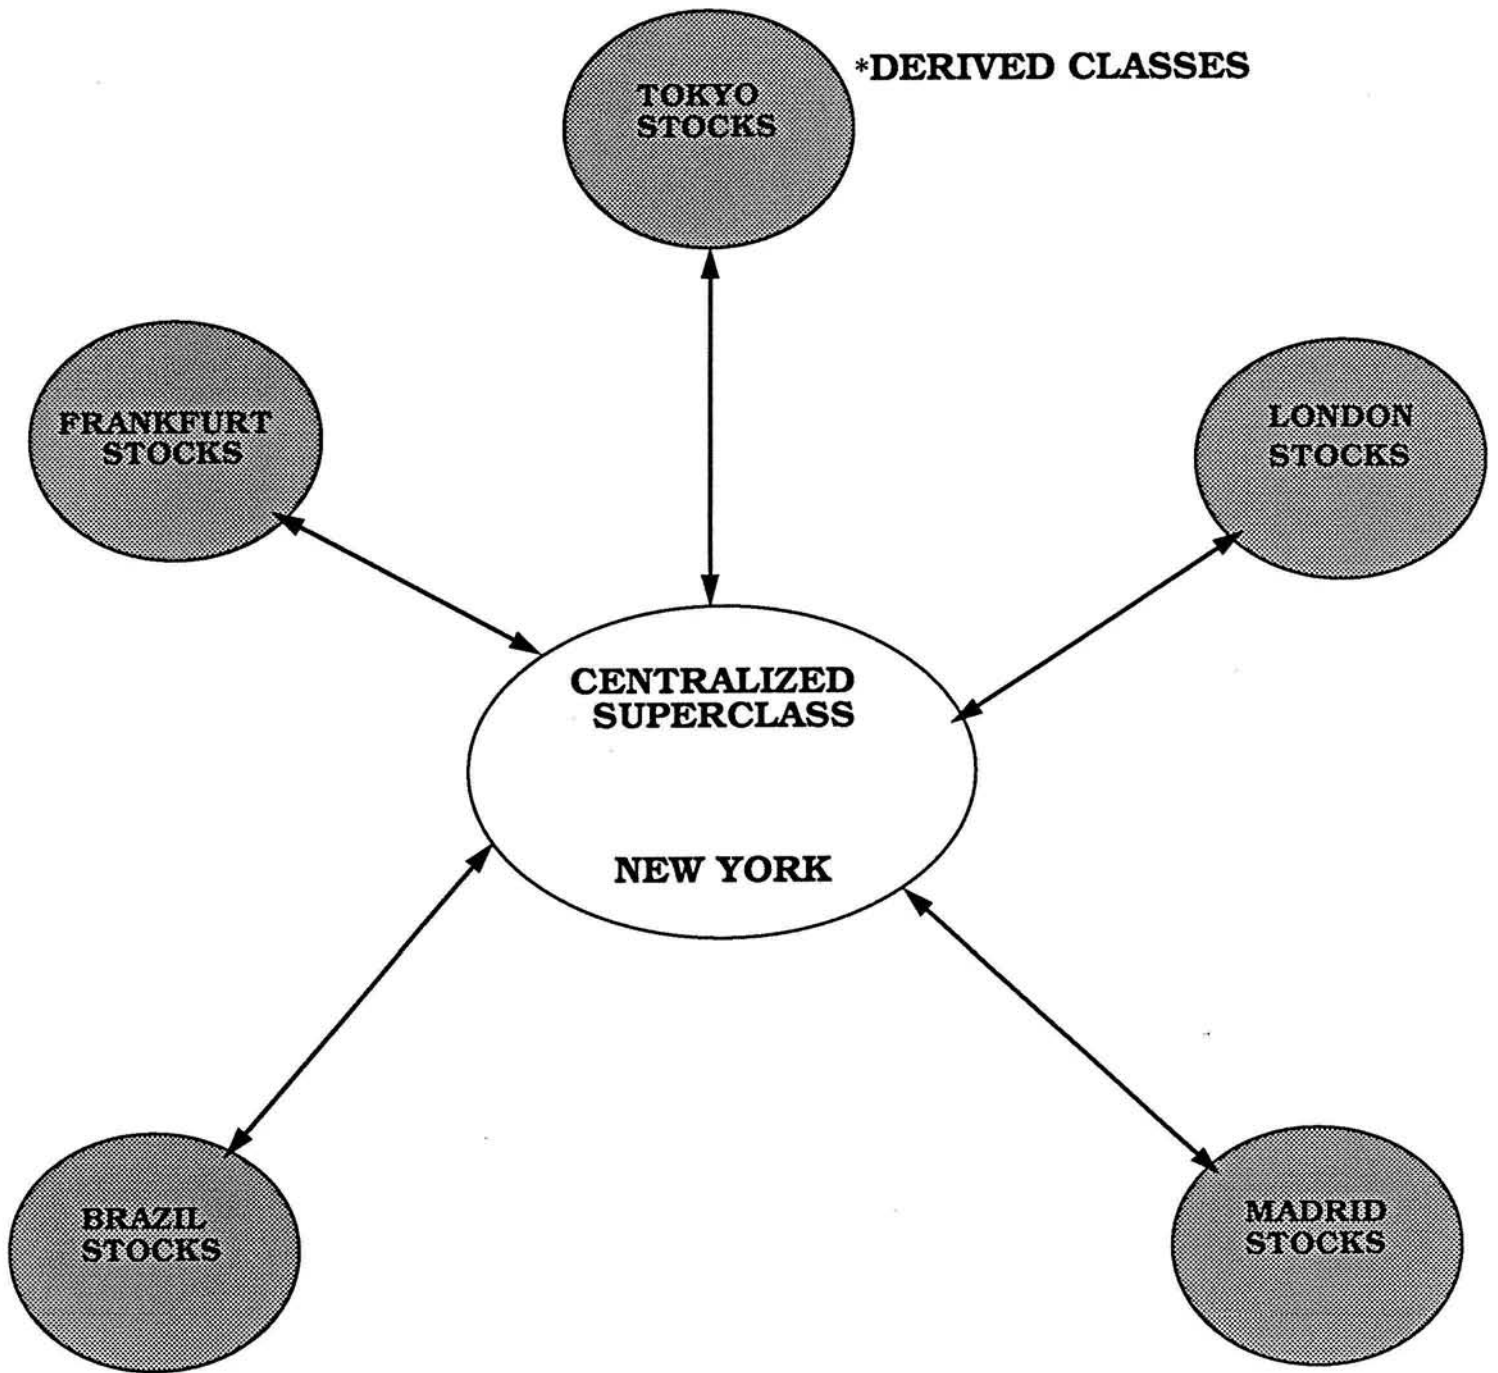 TOKYO
STOCKS
*DERIVED CLASSES
FRANKFURT
STOCKS
LONDON
STOCKS
CENTRALIZED
SUPERCLASS
NEW YORK
BRAZIL
STOCKS
MADRID
STOCKS